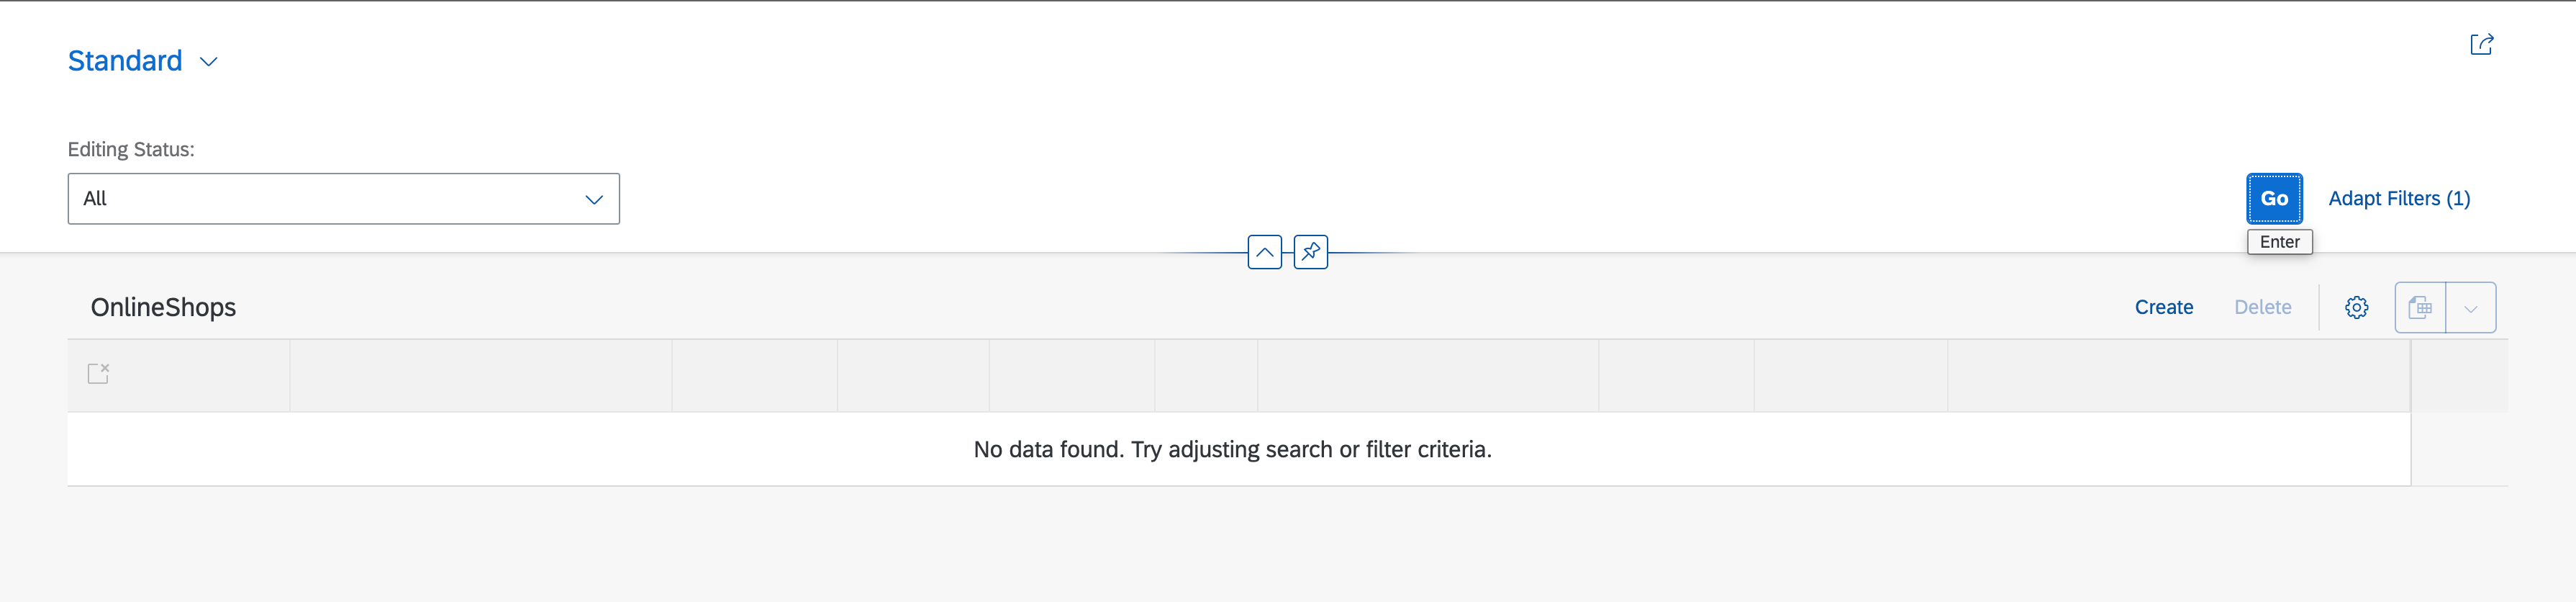 Standard
Editing Status:
All
Go
Adapt Filters (1)
Enter
OnlineShops
Create
Delete
No data found. Try adjusting search or filter criteria.